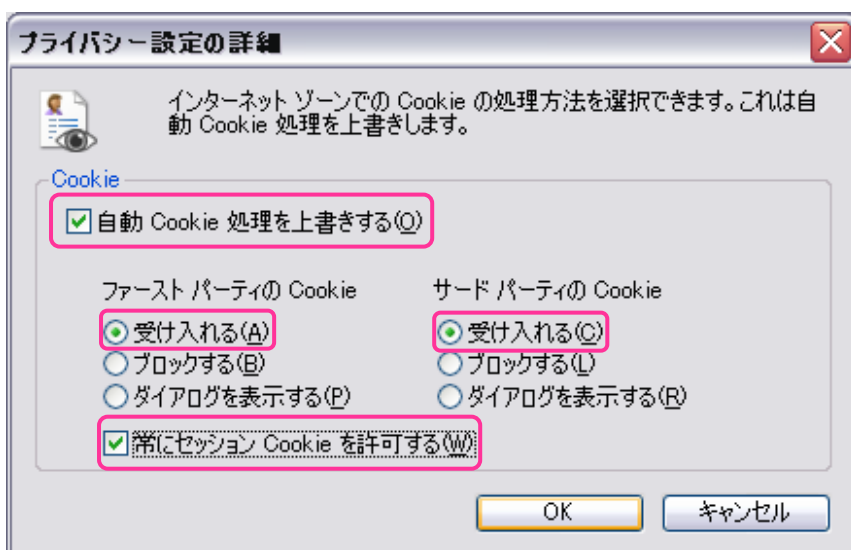 プライバシー設定の詳細
インターネット ゾーンでの Cookie の処理方法を選択できます。これは自
動 Cookie 処理を上書きします。
Cookie
自動 Cookie 処理を上書きする(O)
ファースト パーティの Cookie
サード パーティの Cookie
受け入れる(A)
受け入れる(C)
ブロックする(B)
ブロックする(L)
ダイアログを表示する(P)
ダイアログを表示する(R)
常にセッション Cookie を許可する(W)
OK
キャンセル